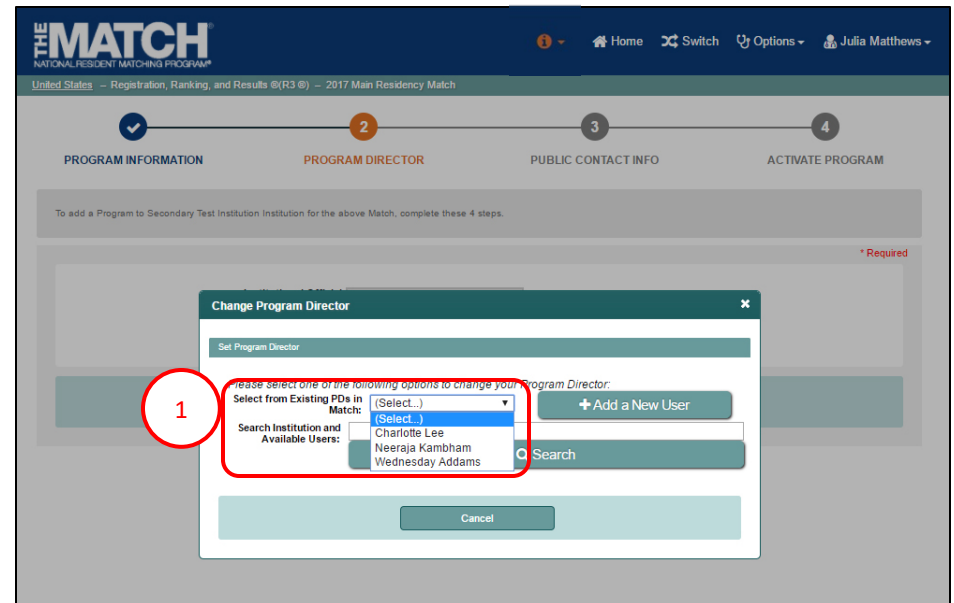 THE MATCH®
NATIONAL RESIDENT MATCHING PROGRAM®
Home Switch Options Julia Matthews
United States – Registration, Ranking, and Results ®(R3 ®) – 2017 Main Residency Match
2 3 4
PROGRAM INFORMATION PROGRAM DIRECTOR PUBLIC CONTACT INFO ACTIVATE PROGRAM
To add a Program to Secondary Test Institution Institution for the above Match, complete these 4 steps.
* Required
Change Program Director ×
Set Program Director
Please select one of the following options to change your Program Director:
1
Select from Existing PDs in
Match:
(Select...)
+ Add a New User
(Select...)
Charlotte Lee
Neeraja Kambham
Wednesday Addams
Search Institution and
Available Users:
Search
Cancel